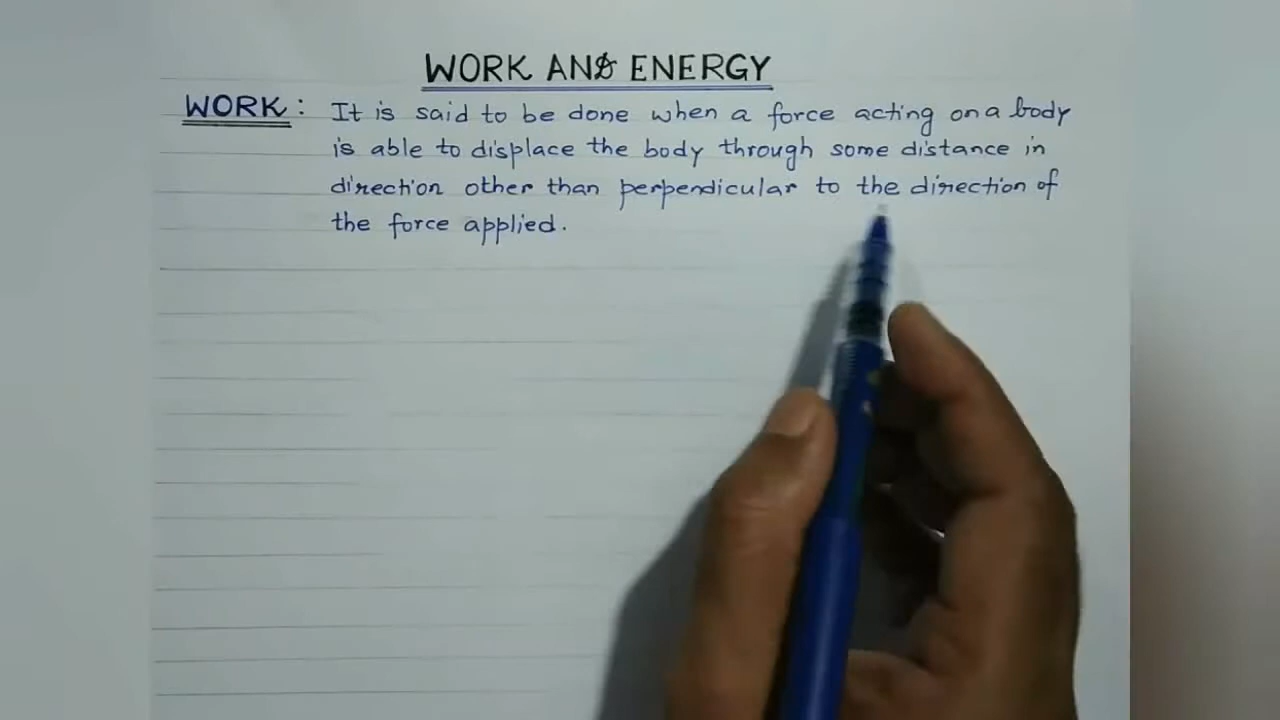 WORK AND ENERGY
WORK: It is said to be done when a force acting on a body
is able to displace the body through some distance in
direction other than perpendicular to the direction of
the force applied.